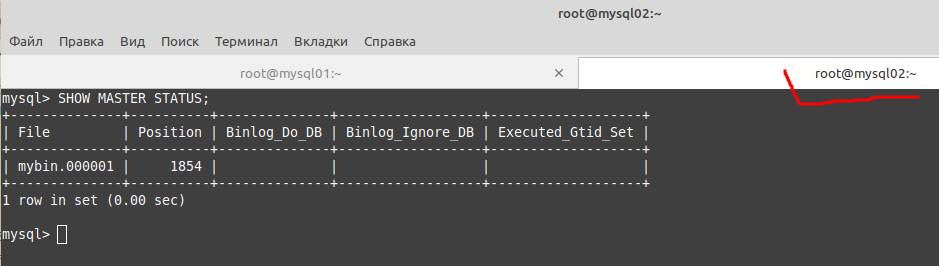 root@mysql02:~
Файл Правка Вид Поиск Терминал Вкладки Справка
root@mysql01:~ × root@mysql02:~
mysql> SHOW MASTER STATUS;
+--------------+----------+--------------+------------------+-------------------+
| File         | Position | Binlog_Do_DB | Binlog_Ignore_DB | Executed_Gtid_Set |
+--------------+----------+--------------+------------------+-------------------+
| mybin.000001 |     1854 |              |                  |                   |
+--------------+----------+--------------+------------------+-------------------+
1 row in set (0.00 sec)
mysql>